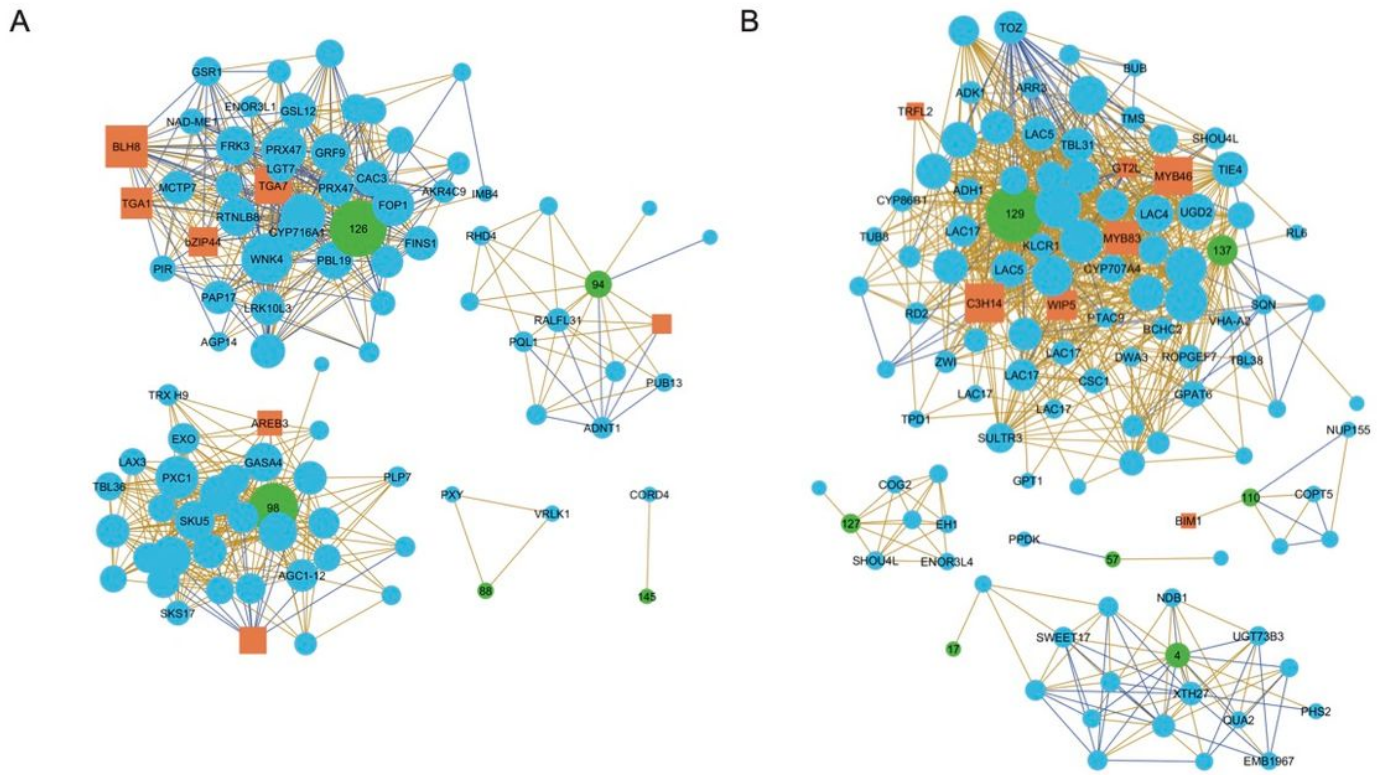 A
GSR1
ENOR3L1
GSL12
NAD-ME1
BLH8
FRK3
PRX47
GRF9
LGT7
CAC3
MCTP7
TGA7
PRX47
AKR4C9
IMB4
TGA1
FOP1
RTNLB8
CYP716A1
126
bZIP44
FINS1
WNK4
PBL19
PIR
PAP17
LRK10L3
AGP14
RHD4
94
RALFL31
PQL1
PUB13
ADNT1
TRX H9
AREB3
EXO
LAX3
GASA4
PXC1
TBL36
PLP7
98
SKU5
AGC1-12
SKS17
PXY
VRLK1
88
CORD4
145
B
TOZ
BUB
ADK1
ARR3
TRFL2
TMS
LAC5
TBL31
SHOU4L
GT2L
MYB46
TIE4
ADH1
CYP86B1
129
LAC4
UGD2
LAC17
TUB8
KLCR1
MYB83
RL6
137
LAC5
CYP707A4
C3H14
WIP5
SQN
RD2
PTAC9
VHA-A2
BCHC2
LAC17
ZWI
DWA3
ROPGEF7
TBL38
LAC17
CSC1
LAC17
GPAT6
LAC17
TPD1
SULTR3
NUP155
GPT1
COG2
110
COPT5
127
EH1
BIM1
SHOU4L
ENOR3L4
PPDK
57
NDB1
SWEET17
UGT73B3
17
4
XTH27
QUA2
PHS2
EMB1967